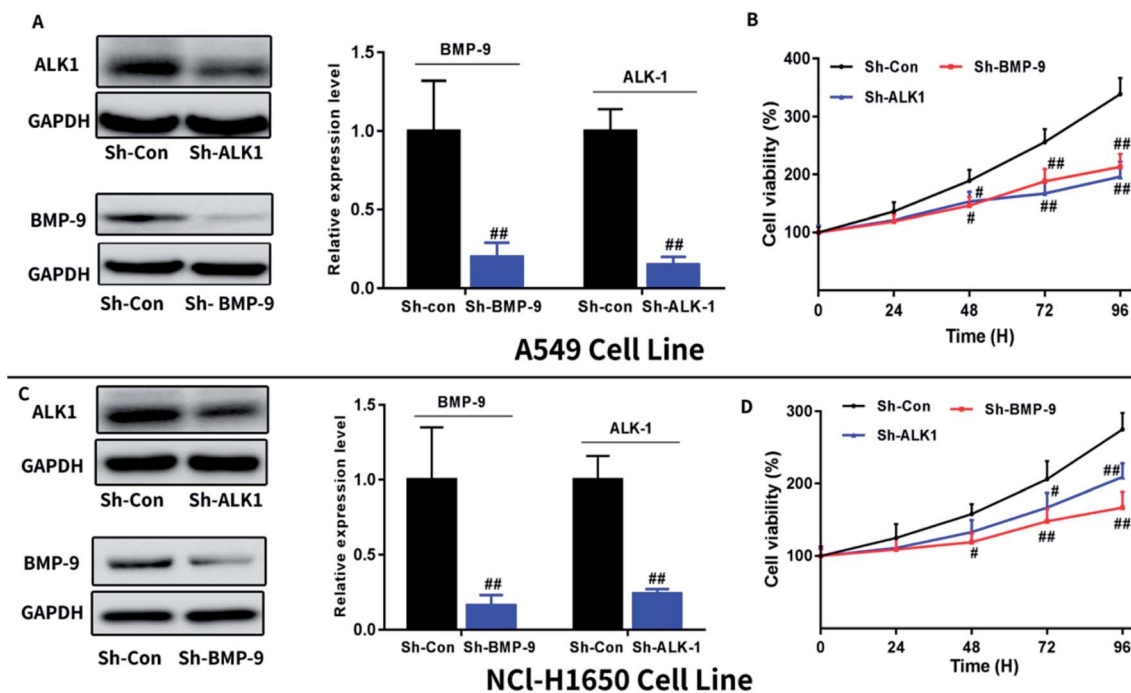 A
ALK1
GAPDH
Sh-Con Sh-ALK1
BMP-9
GAPDH
Sh-Con Sh- BMP-9
Relative expression level
1.5
1.0
0.5
0.0
BMP-9
ALK-1
##
##
Sh-con Sh-BMP-9 Sh-con Sh-ALK-1
B
Sh-Con Sh-BMP-9
Sh-ALK1
Cell viability (%)
400
300
200
100
#
#
##
##
##
##
0 24 48 72 96
Time (H)
A549 Cell Line
C
ALK1
GAPDH
Sh-Con Sh-ALK1
BMP-9
GAPDH
Sh-Con Sh-BMP-9
Relative expression level
1.5
1.0
0.5
0.0
BMP-9
ALK-1
##
##
Sh-Con Sh-BMP-9 Sh-Con Sh-ALK-1
D
Sh-Con Sh-BMP-9
Sh-ALK1
Cell viability (%)
300
200
100
0
#
#
##
##
##
0 24 48 72 96
Time (H)
NCl-H1650 Cell Line